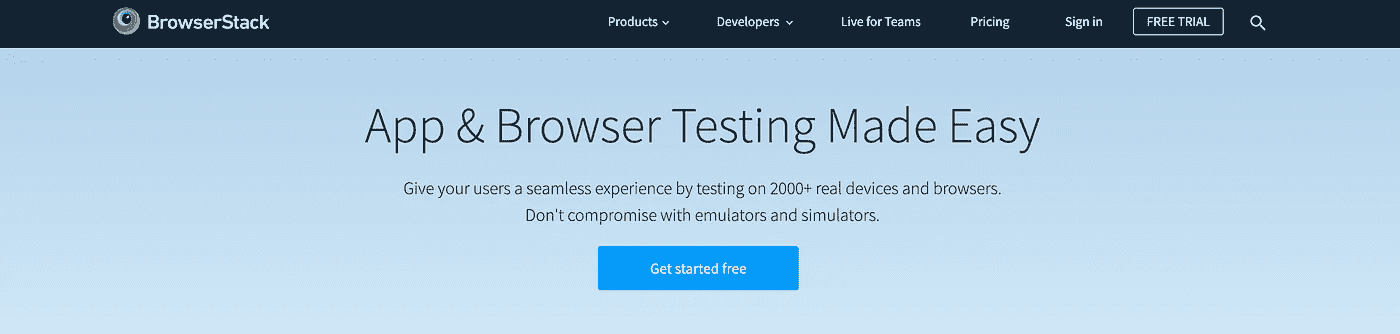 BrowserStack Products Developers Live for Teams Pricing Sign in FREE TRIAL
App & Browser Testing Made Easy
Give your users a seamless experience by testing on 2000+ real devices and browsers.
Don't compromise with emulators and simulators.
Get started free